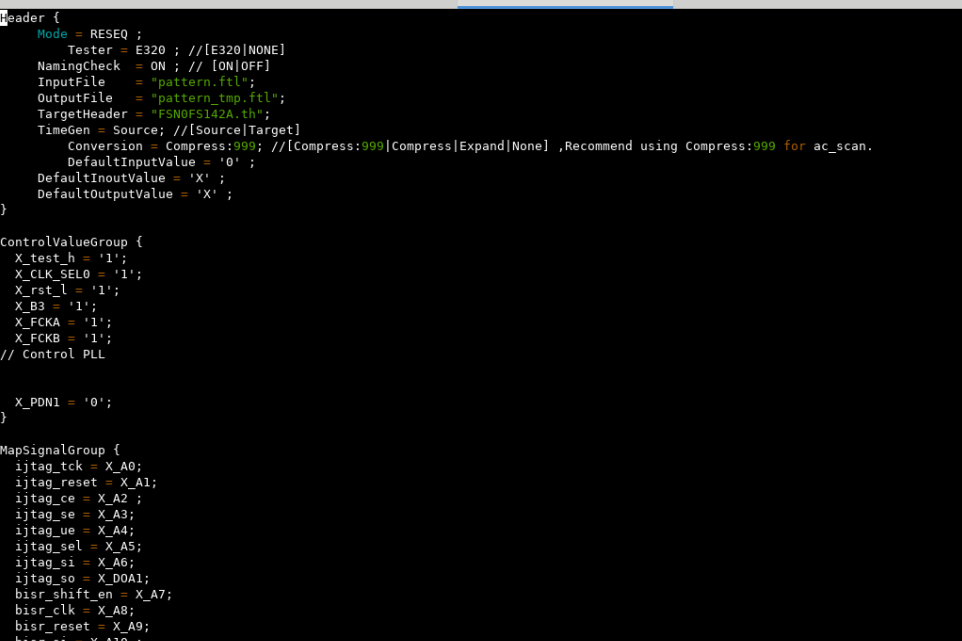 Header {
     Mode = RESEQ ;
         Tester = E320 ; //[E320|NONE]
     NamingCheck  = ON ; // [ON|OFF]
     InputFile    = "pattern.ftl";
     OutputFile   = "pattern_tmp.ftl";
     TargetHeader = "FSN0FS142A.th";
     TimeGen = Source; //[Source|Target]
         Conversion = Compress:999; //[Compress:999|Compress|Expand|None] ,Recommend using Compress:999 for ac_scan.
         DefaultInputValue = '0' ;
     DefaultInoutValue = 'X' ;
     DefaultOutputValue = 'X' ;
}

ControlValueGroup {
  X_test_h = '1';
  X_CLK_SEL0 = '1';
  X_rst_l = '1';
  X_B3 = '1';
  X_FCKA = '1';
  X_FCKB = '1';
// Control PLL


  X_PDN1 = '0';
}

MapSignalGroup {
  ijtag_tck = X_A0;
  ijtag_reset = X_A1;
  ijtag_ce = X_A2 ;
  ijtag_se = X_A3;
  ijtag_ue = X_A4;
  ijtag_sel = X_A5;
  ijtag_si = X_A6;
  ijtag_so = X_DOA1;
  bisr_shift_en = X_A7;
  bisr_clk = X_A8;
  bisr_reset = X_A9;